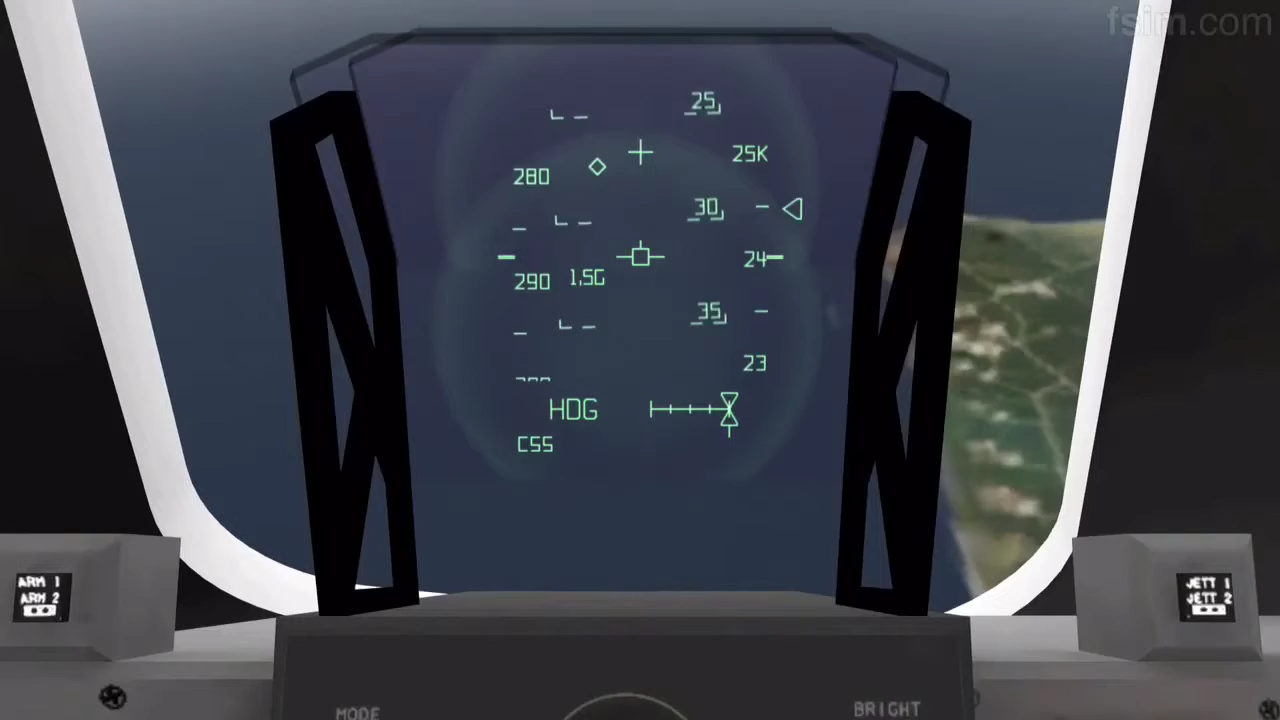 fsim.com
25
25K
280
30
24
290 1,5G
35
23
HDG
CSS
ARM 1
ARM 2
JETT 1
JETT 2
MODE
BRIGHT